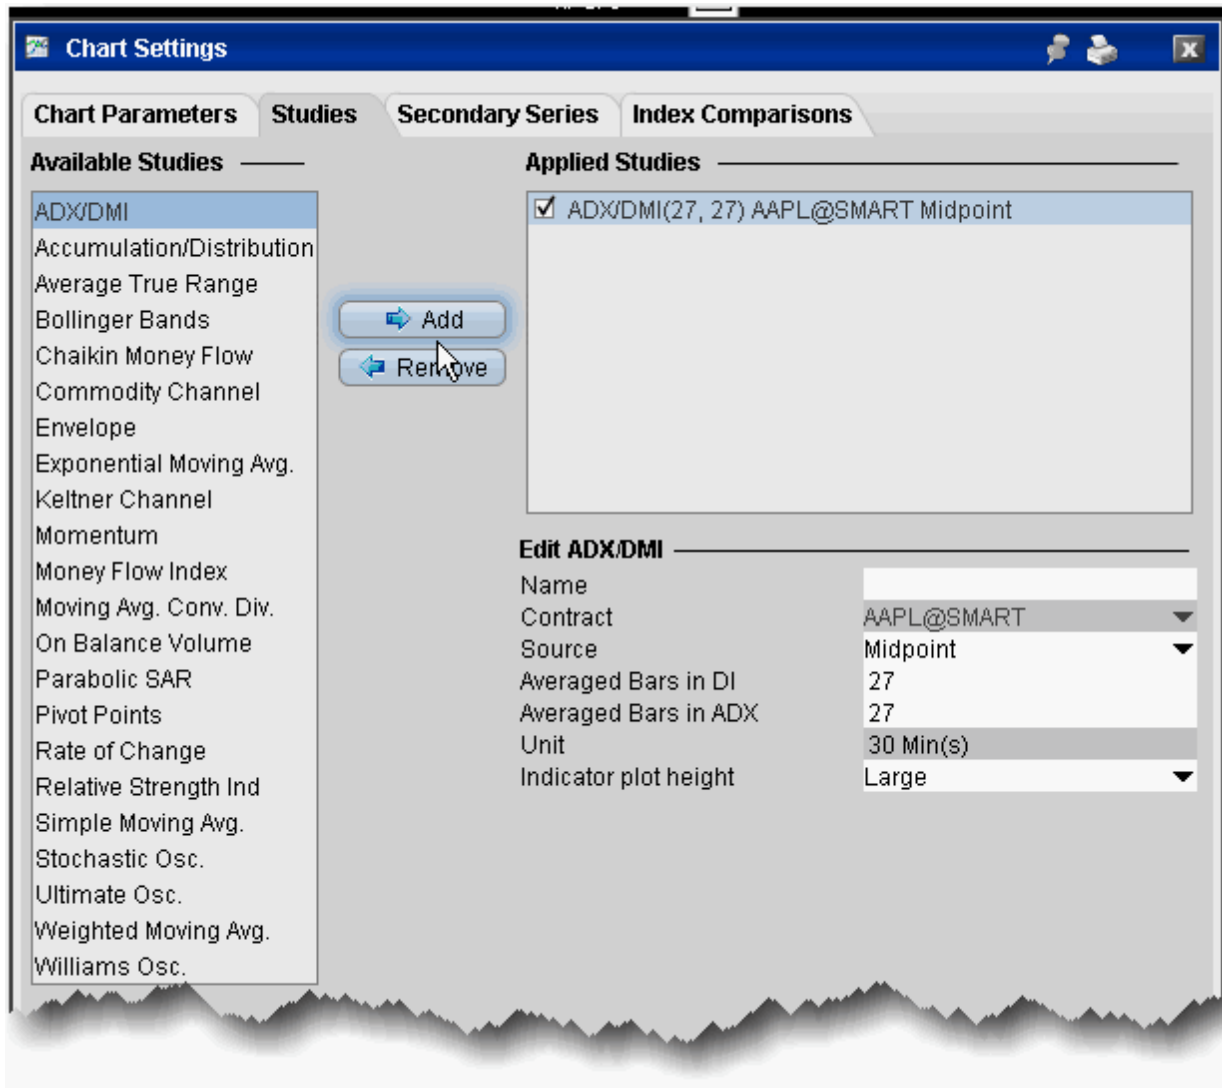 Chart Settings
Chart Parameters
Studies
Secondary Series
Index Comparisons
Available Studies
ADX/DMI
Accumulation/Distribution
Average True Range
Bollinger Bands
Chaikin Money Flow
Commodity Channel
Envelope
Exponential Moving Avg.
Keltner Channel
Momentum
Money Flow Index
Moving Avg. Conv. Div.
On Balance Volume
Parabolic SAR
Pivot Points
Rate of Change
Relative Strength Ind
Simple Moving Avg.
Stochastic Osc.
Ultimate Osc.
Weighted Moving Avg.
Williams Osc.
Add
Remove
Applied Studies
ADX/DMI(27, 27) AAPL@SMART Midpoint
Edit ADX/DMI
Name
Contract AAPL@SMART
Source Midpoint
Averaged Bars in DI 27
Averaged Bars in ADX 27
Unit 30 Min(s)
Indicator plot height Large